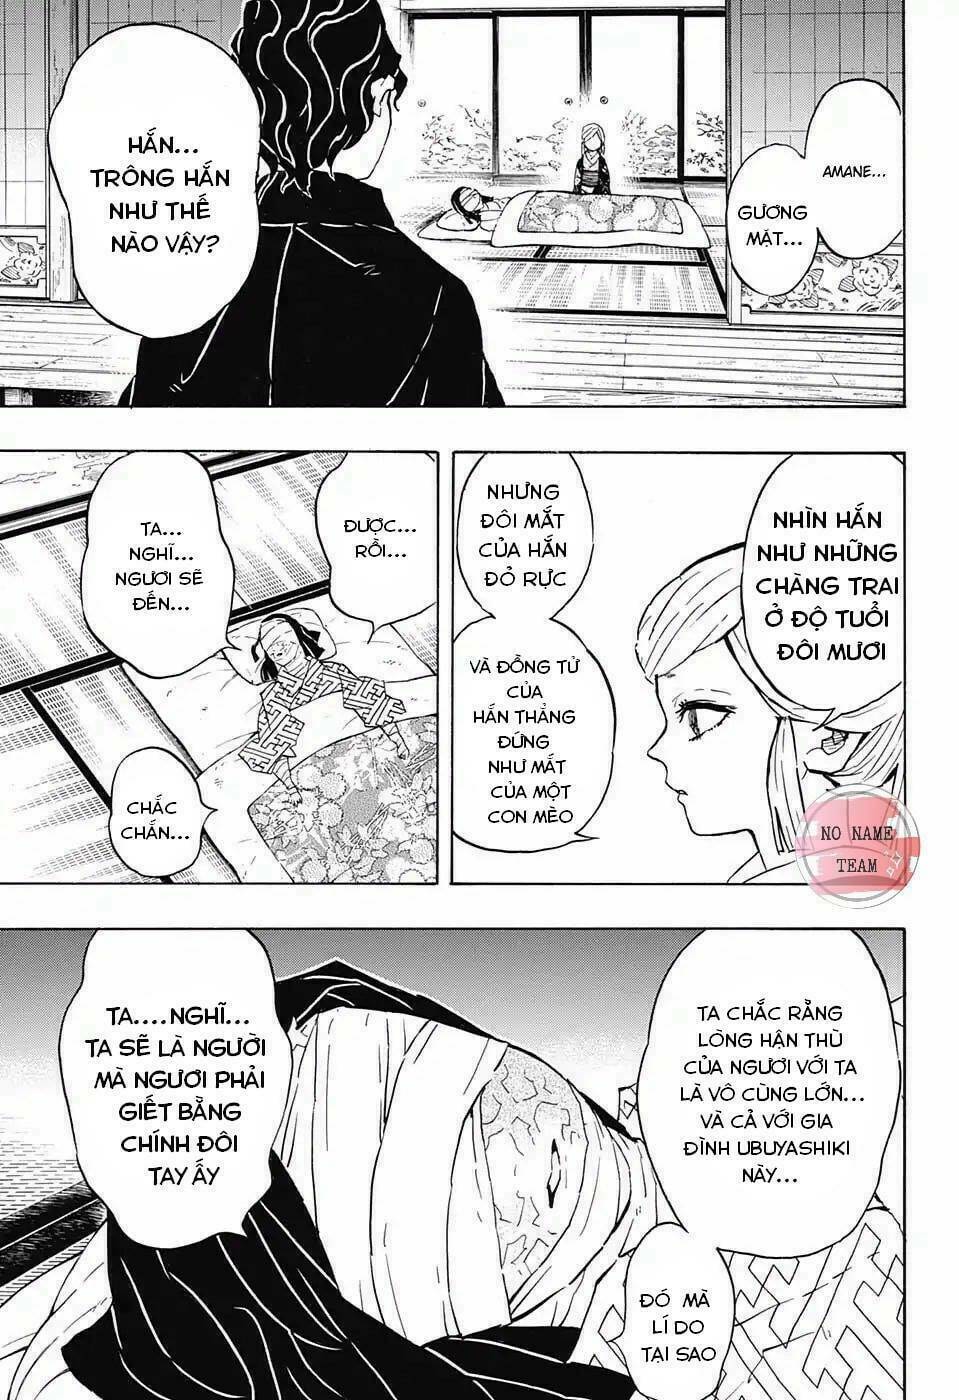 AMANE...
GƯƠNG
MẶT...
HẮN...
TRÔNG HẮN
NHƯ THẾ
NÀO VẬY?
NHÌN HẮN
NHƯ NHỮNG
CHÀNG TRAI
Ở ĐỘ TUỔI
ĐÔI MƯƠI
NHƯNG
ĐÔI MẮT
CỦA HẮN
ĐỎ RỰC
VÀ ĐỒNG TỬ
CỦA
HẮN THẲNG
ĐỨNG
NHƯ MẮT
CỦA MỘT
CON MÈO
NO NAME
TEAM
ĐƯỢC...
RỒI...
TA...
NGHĨ...
NGƯƠI SẼ
ĐẾN...
CHẮC
CHẮN...
TA CHẮC RẰNG
LÒNG HẬN THÙ
CỦA NGƯƠI VỚI TA
LÀ VÔ CÙNG LỚN...
VÀ CẢ VỚI GIA
ĐÌNH UBUYASHIKI
NÀY...
ĐÓ MÀ
LÍ DO
TẠI SAO
TA....NGHĨ...
TA SẼ LÀ NGƯỜI
MÀ NGƯƠI PHẢI
GIẾT BẰNG
CHÍNH ĐÔI
TAY ẤY